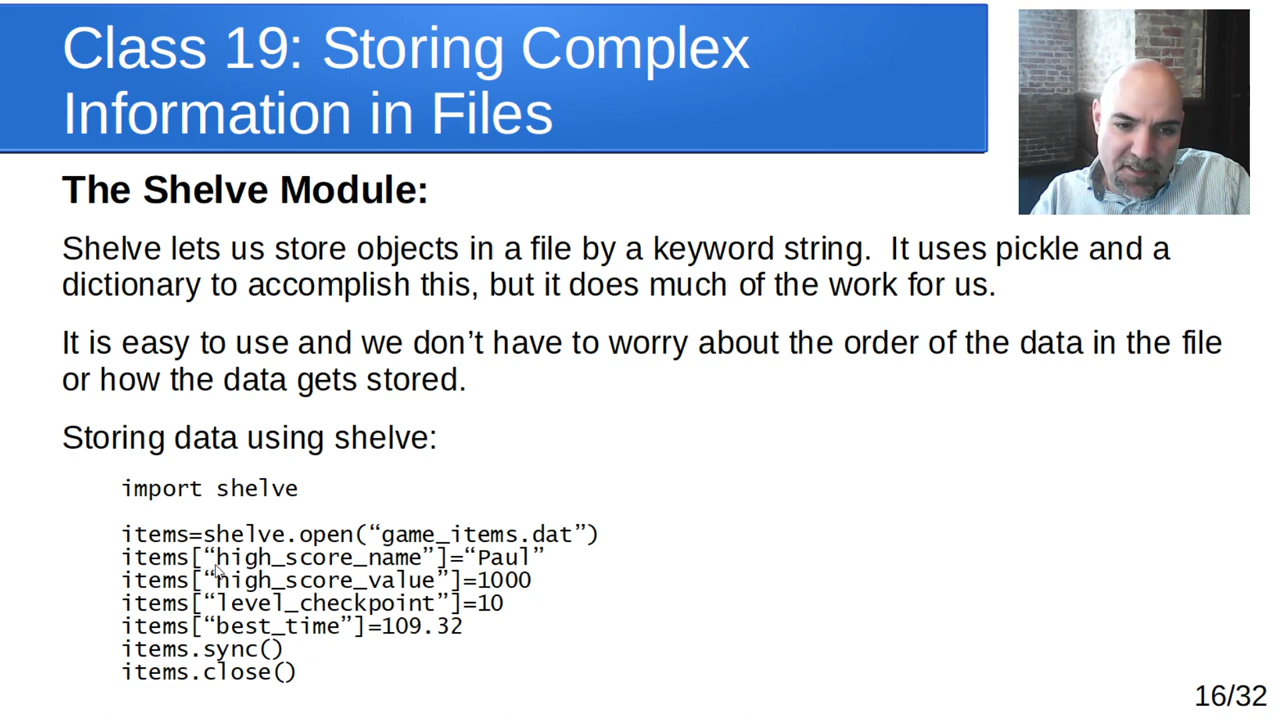 Class 19: Storing Complex
Information in Files
The Shelve Module:
Shelve lets us store objects in a file by a keyword string.  It uses pickle and a
dictionary to accomplish this, but it does much of the work for us.
It is easy to use and we don’t have to worry about the order of the data in the file
or how the data gets stored.
Storing data using shelve:
import shelve
items=shelve.open(“game_items.dat”)
items[“high_score_name”]=“Paul”
items[“high_score_value”]=1000
items[“level_checkpoint”]=10
items[“best_time”]=109.32
items.sync()
items.close()
16/32